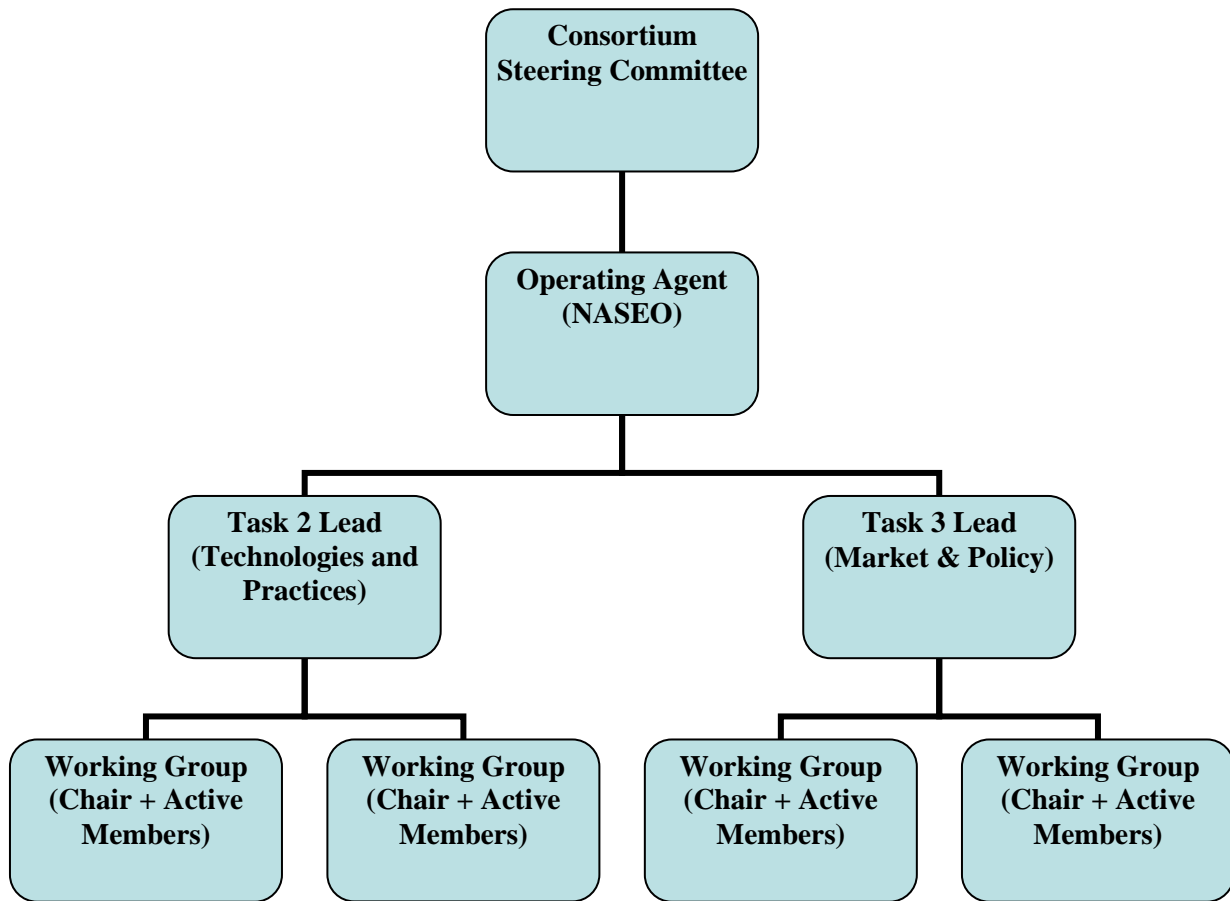 Consortium
Steering Committee
Operating Agent
(NASEO)
Task 2 Lead
(Technologies and
Practices)
Task 3 Lead
(Market & Policy)
Working Group
(Chair + Active
Members)
Working Group
(Chair + Active
Members)
Working Group
(Chair + Active
Members)
Working Group
(Chair + Active
Members)